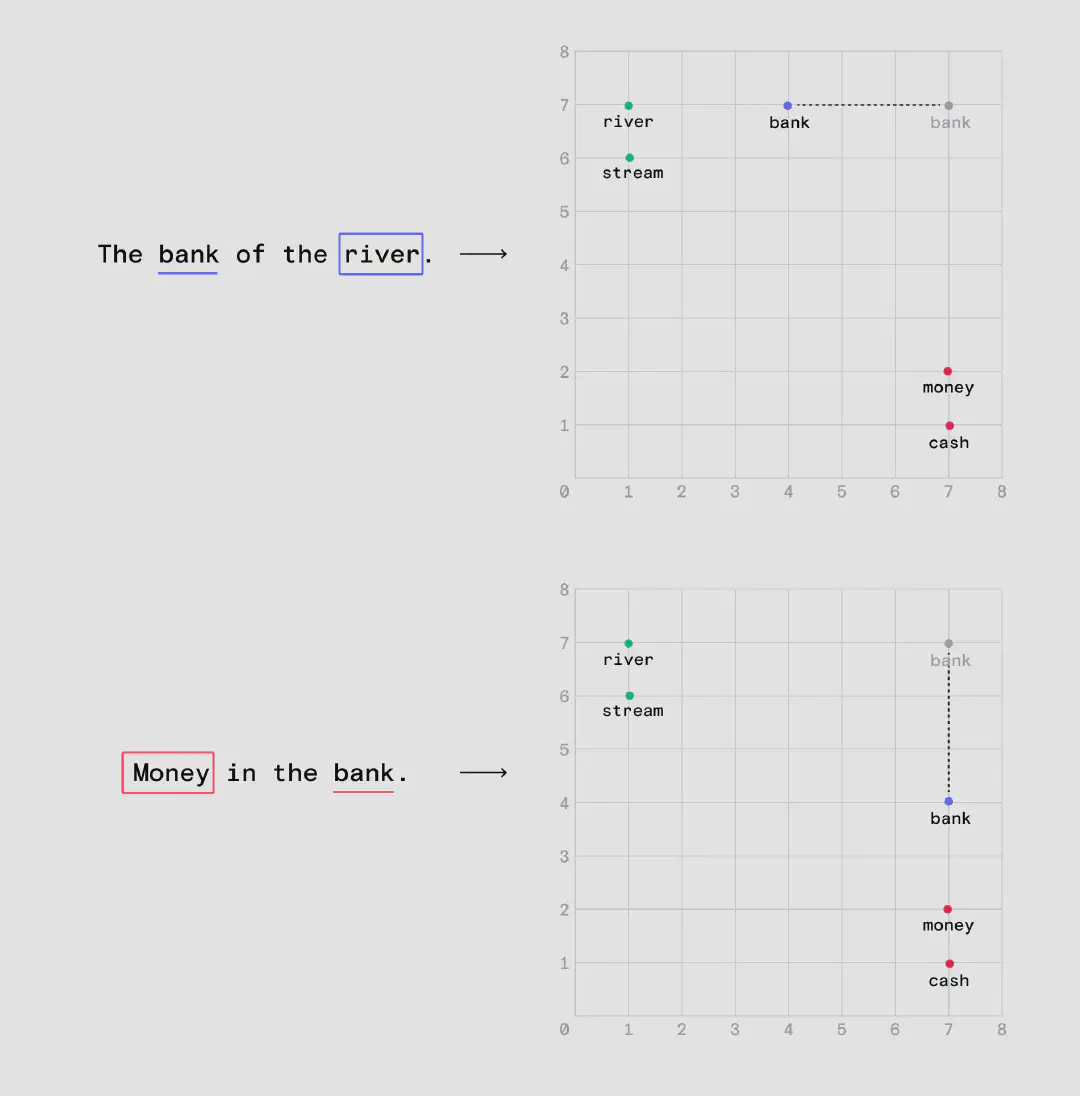 8
7
river
bank
bank
6
stream
5
The bank of the river.
4
3
2
money
1
cash
0 1 2 3 4 5 6 7 8
8
7
river
bank
6
stream
5
Money in the bank.
4
bank
3
2
money
1
cash
0 1 2 3 4 5 6 7 8